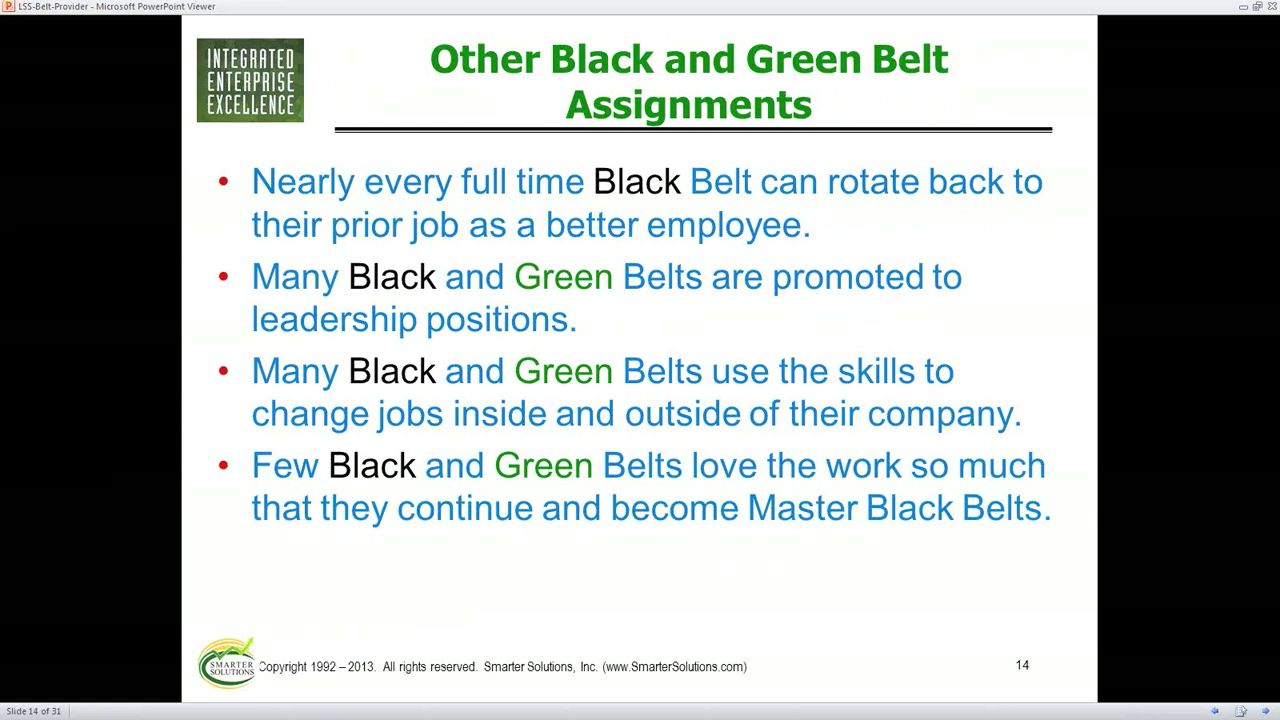 LSS-Belt-Provider - Microsoft PowerPoint Viewer
INTEGRATED
ENTERPRISE
EXCELLENCE
Other Black and Green Belt
Assignments
• Nearly every full time Black Belt can rotate back to
their prior job as a better employee.
• Many Black and Green Belts are promoted to
leadership positions.
• Many Black and Green Belts use the skills to
change jobs inside and outside of their company.
• Few Black and Green Belts love the work so much
that they continue and become Master Black Belts.
SMARTER
SOLUTIONS
Copyright 1992 – 2013. All rights reserved. Smarter Solutions, Inc. (www.SmarterSolutions.com)
14
Slide 14 of 31